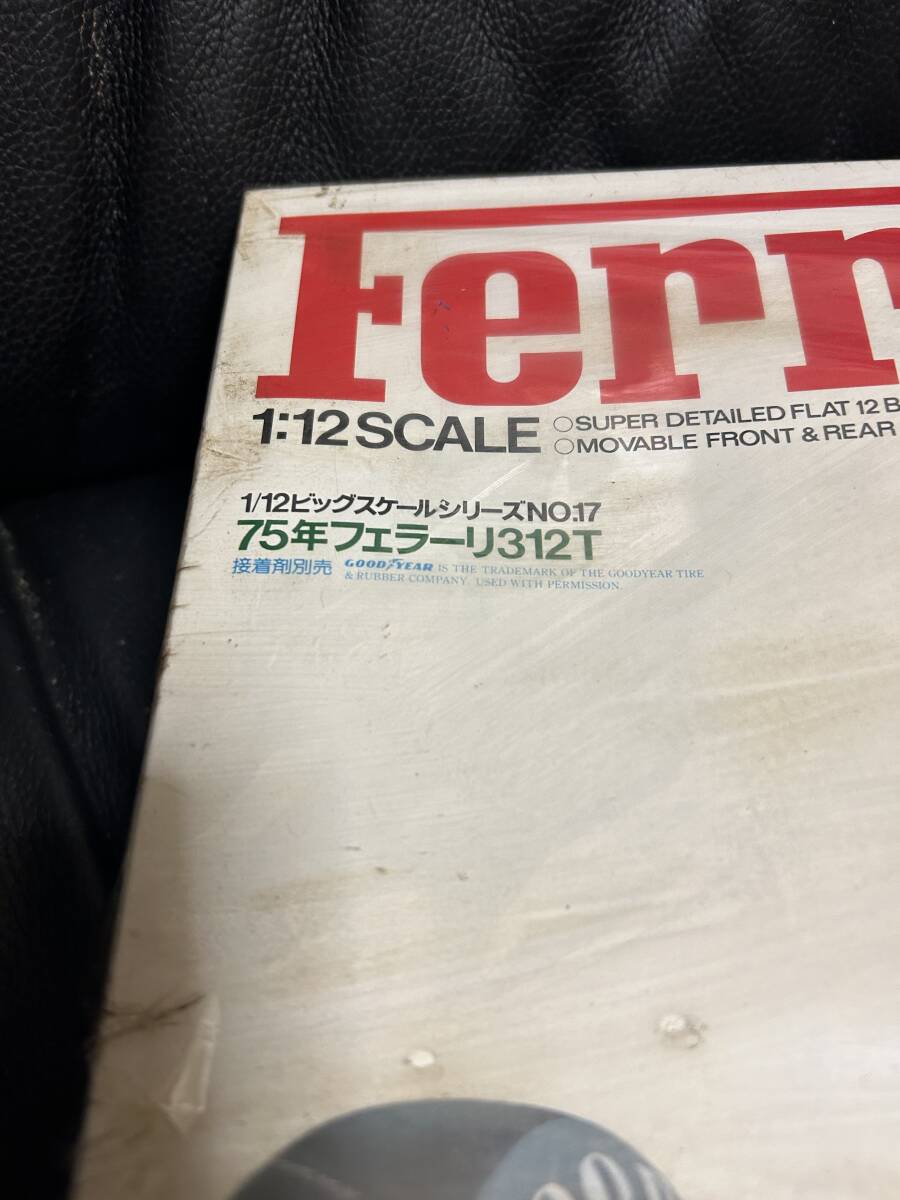 Ferr
1:12 SCALE
○SUPER DETAILED FLAT 12 B
○MOVABLE FRONT & REAR
1/12ビッグスケールシリーズNO.17
75年フェラーリ312T
接着剤別売 GOODYEAR IS THE TRADEMARK OF THE GOODYEAR TIRE
& RUBBER COMPANY. USED WITH PERMISSION.